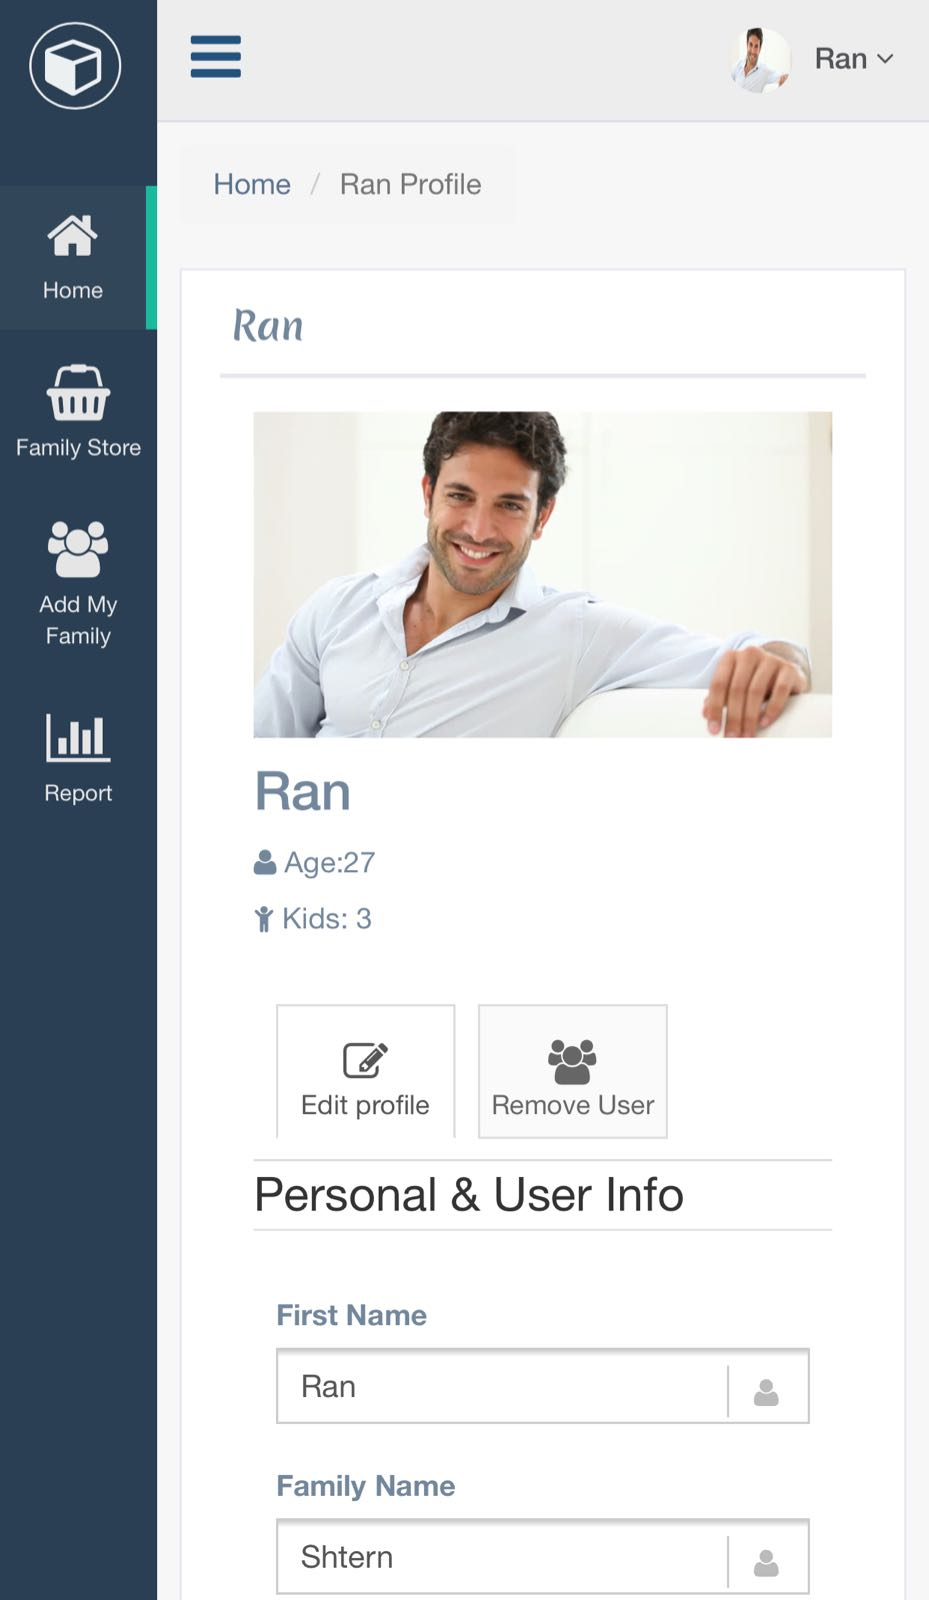 Ran
Home / Ran Profile
Home
Family Store
Add My
Family
Report
Ran
Ran
Age:27
Kids: 3
Edit profile
Remove User
Personal & User Info
First Name
Ran
Family Name
Shtern